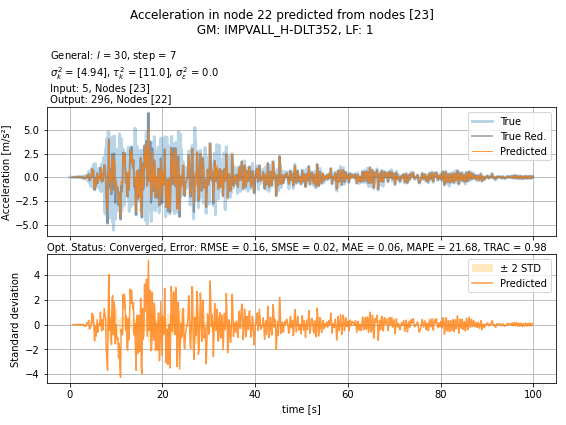 Acceleration in node 22 predicted from nodes [23]
GM: IMPVALL_H-DLT352, LF: 1
General: l = 30, step = 7
σ²ₖ = [4.94], τ²ₖ = [11.0], σ²ε = 0.0
Input: 5, Nodes [23]
Output: 296, Nodes [22]
True
True Red.
Predicted
5.0
2.5
0.0
−2.5
−5.0
Acceleration [m/s²]
Opt. Status: Converged, Error: RMSE = 0.16, SMSE = 0.02, MAE = 0.06, MAPE = 21.68, TRAC = 0.98
± 2 STD
Predicted
4
2
0
−2
−4
Standard deviation
0 20 40 60 80 100
time [s]